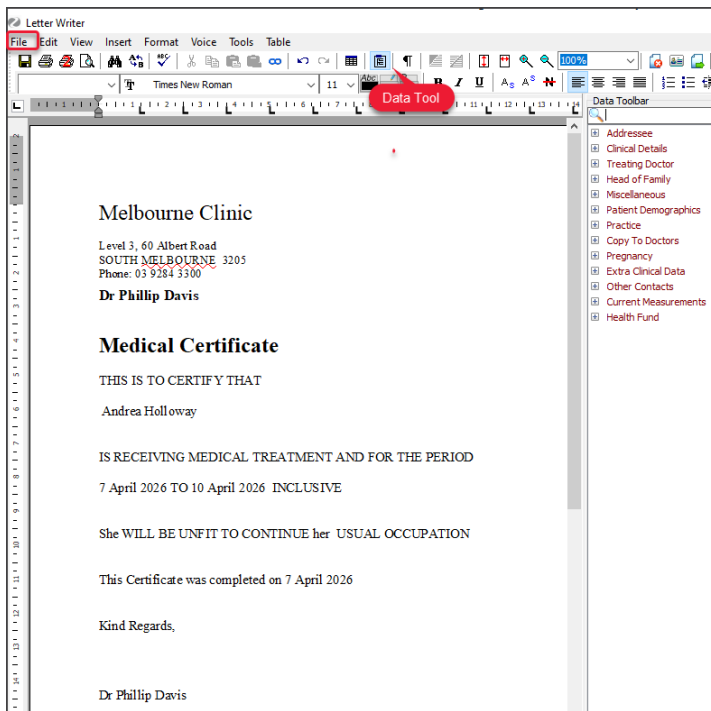 Letter Writer
File Edit View Insert Format Voice Tools Table
100%
Times New Roman 11 Abc B I U
Data Tool
Data Toolbar
Addressee
Clinical Details
Treating Doctor
Head of Family
Miscellaneous
Patient Demographics
Practice
Copy To Doctors
Pregnancy
Extra Clinical Data
Other Contacts
Current Measurements
Health Fund
Melbourne Clinic
Level 3, 60 Albert Road
SOUTH MELBOURNE 3205
Phone: 03 9284 3300
Dr Phillip Davis
Medical Certificate
THIS IS TO CERTIFY THAT
Andrea Holloway
IS RECEIVING MEDICAL TREATMENT AND FOR THE PERIOD
7 April 2026 TO 10 April 2026 INCLUSIVE
She WILL BE UNFIT TO CONTINUE her USUAL OCCUPATION
This Certificate was completed on 7 April 2026
Kind Regards,
Dr Phillip Davis